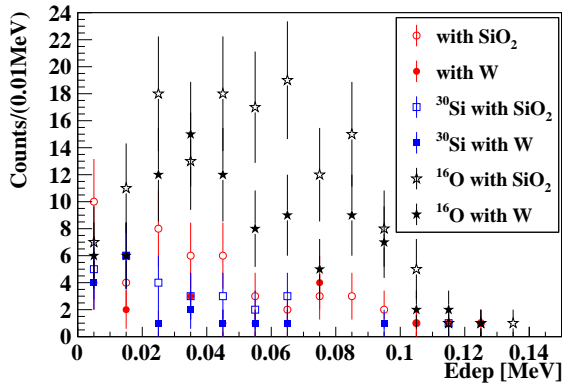 Counts/(0.01MeV)
24
22
20
18
16
14
12
10
8
6
4
2
0
with SiO₂
with W
³⁰Si with SiO₂
³⁰Si with W
¹⁶O with SiO₂
¹⁶O with W
0 0.02 0.04 0.06 0.08 0.1 0.12 0.14
Edep [MeV]